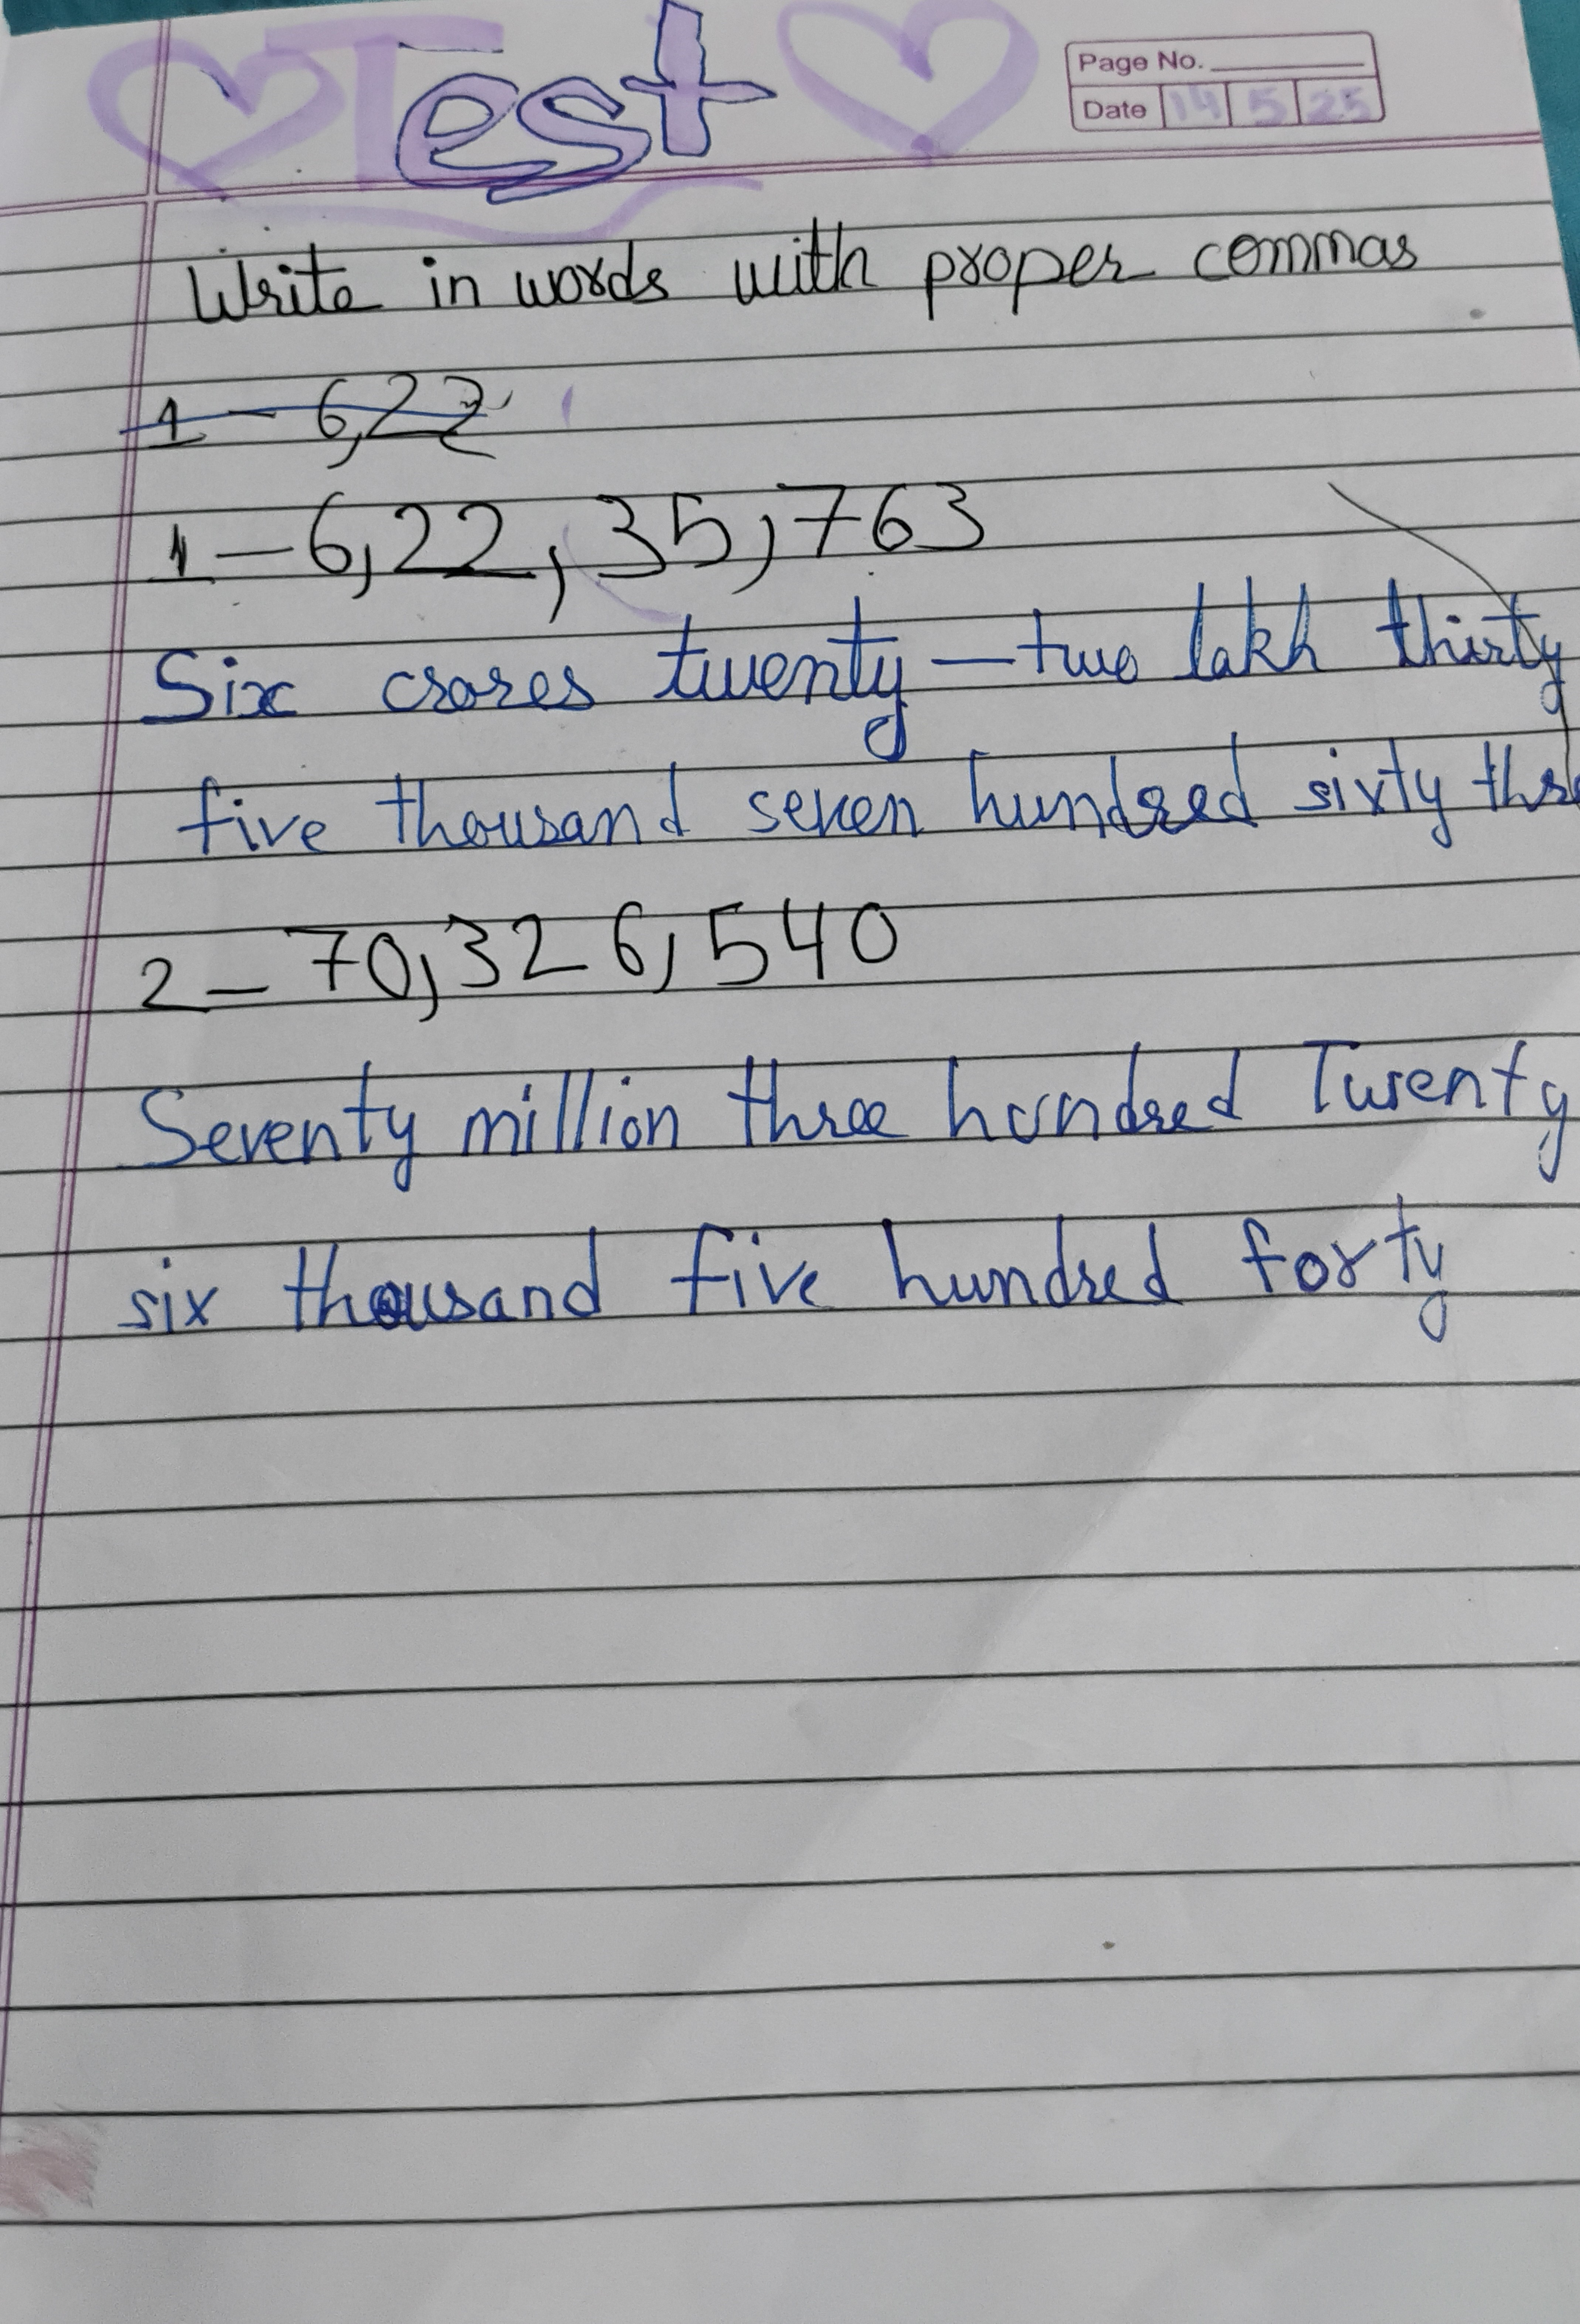 Test
Page No.
Date 14 5 25
Write in words with proper commas
1 - 6,22
1 - 6,22,35,763
Six crores twenty - two lakh thirty
five thousand seven hundred sixty
2 - 70,326,540
Seventy million three hundred Twenty
six thousand five hundred forty